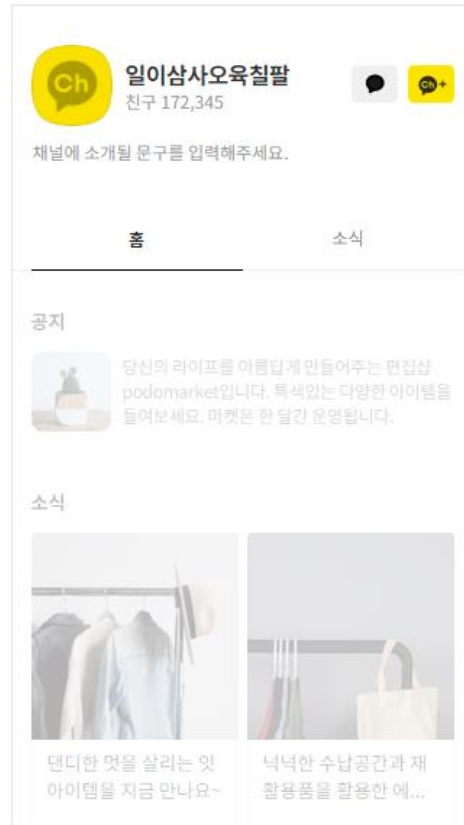 Ch
일이삼사오육칠팔
친구 172,345
Ch+
채널에 소개될 문구를 입력해주세요.
홈
소식
공지
당신의 라이프를 아름답게 만들어주는 편집샵
podomarket입니다. 특색있는 다양한 아이템을
들여보세요. 마켓은 한 달간 운영됩니다.
소식
댄디한 멋을 살리는 잇
아이템을 지금 만나요~
넉넉한 수납공간과 재
활용품을 활용한 에...